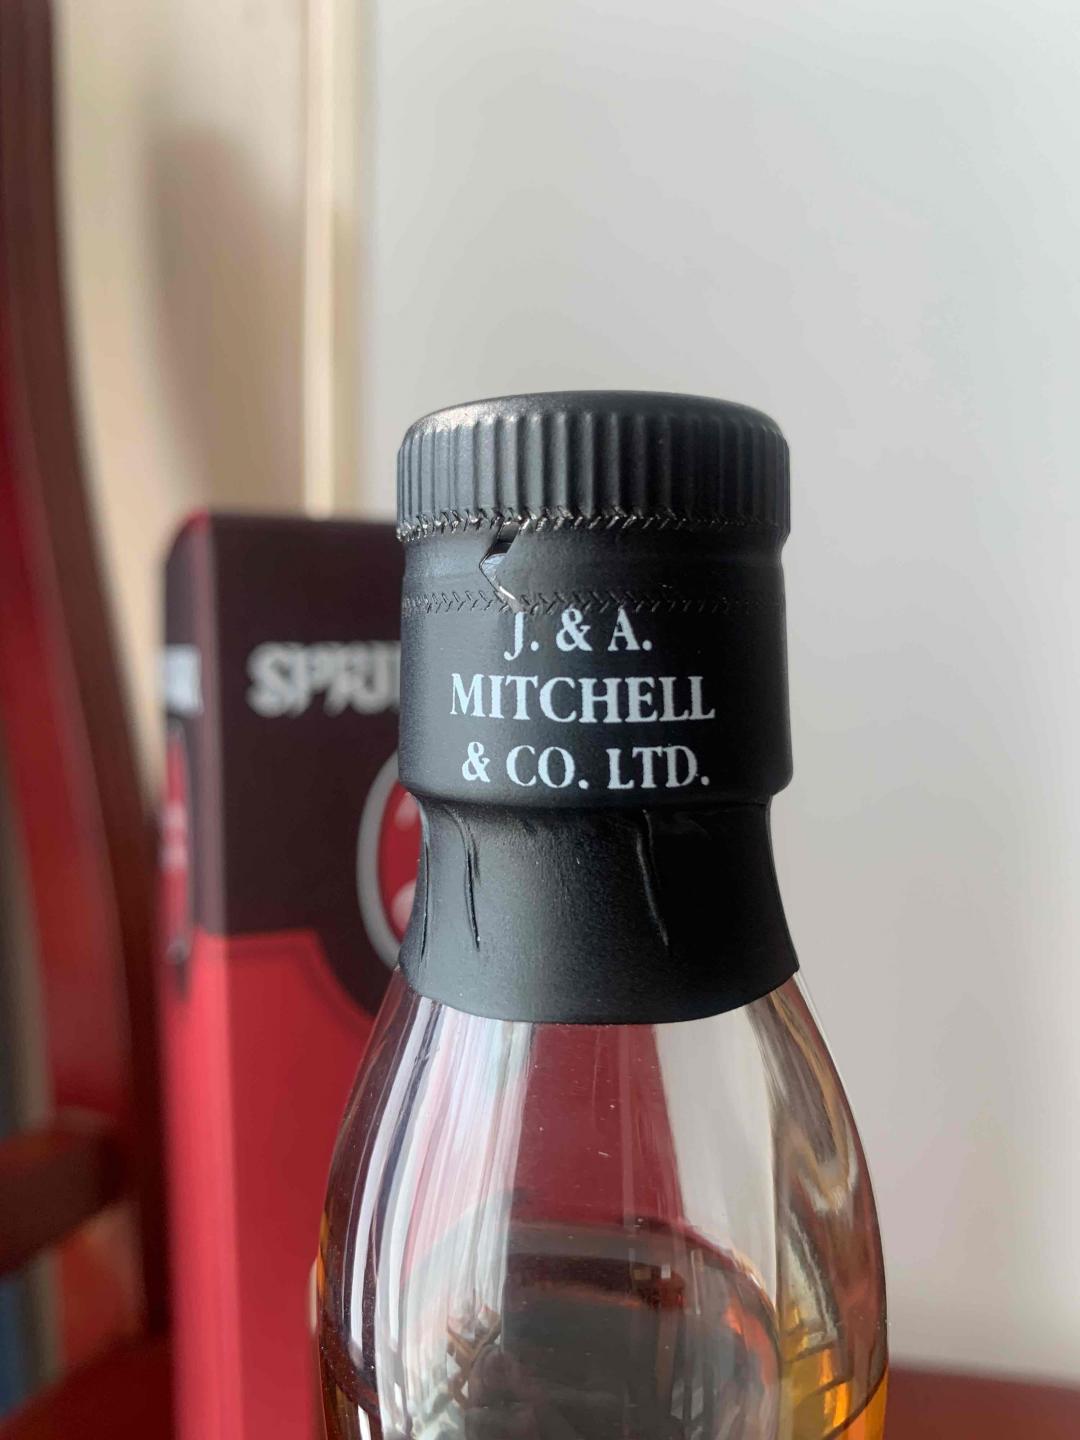 J. & A.
MITCHELL
& CO. LTD.